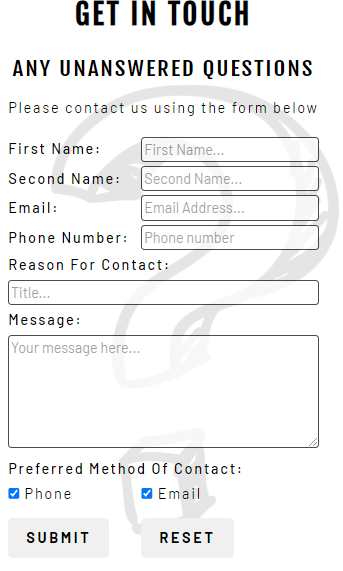 GET IN TOUCH
ANY UNANSWERED QUESTIONS
Please contact us using the form below
First Name: First Name...
Second Name: Second Name...
Email: Email Address...
Phone Number: Phone number
Reason For Contact:
Title...
Message:
Your message here...
Preferred Method Of Contact:
Phone Email
SUBMIT RESET